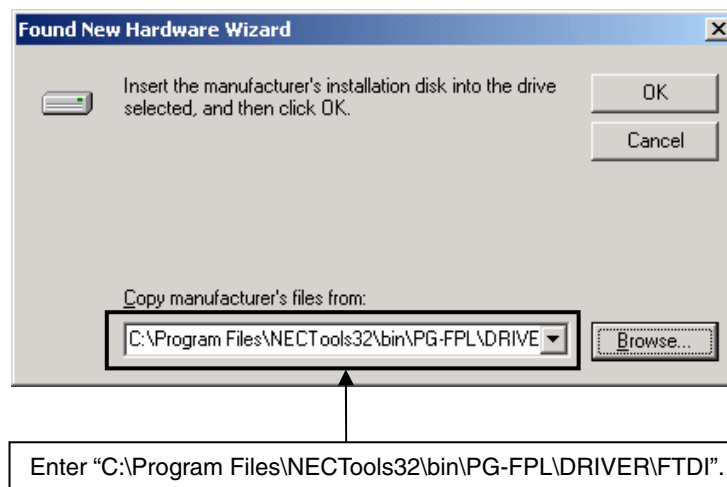 Found New Hardware Wizard
Insert the manufacturer's installation disk into the drive
selected, and then click OK.
OK
Cancel
Copy manufacturer's files from:
C:\Program Files\NECTools32\bin\PG-FPL\DRIVE
Browse...
Enter “C:\Program Files\NECTools32\bin\PG-FPL\DRIVER\FTDI”.